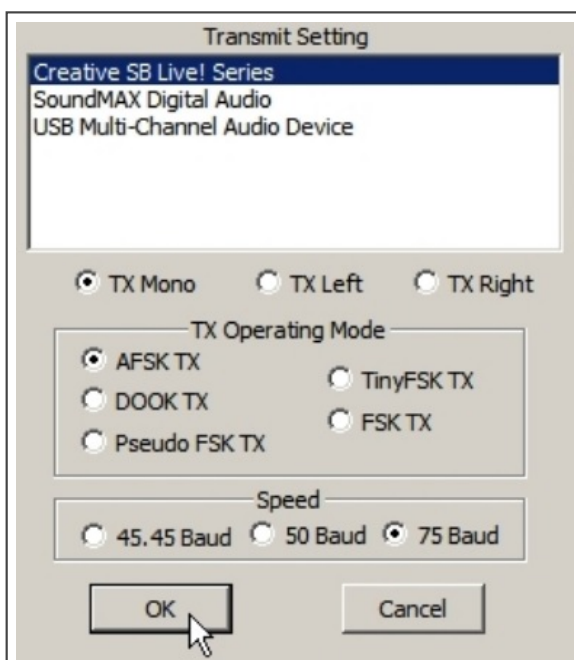 Transmit Setting
Creative SB Live! Series
SoundMAX Digital Audio
USB Multi-Channel Audio Device
TX Mono TX Left TX Right
TX Operating Mode
AFSK TX
DOOK TX
Pseudo FSK TX
TinyFSK TX
FSK TX
Speed
45.45 Baud 50 Baud 75 Baud
OK Cancel